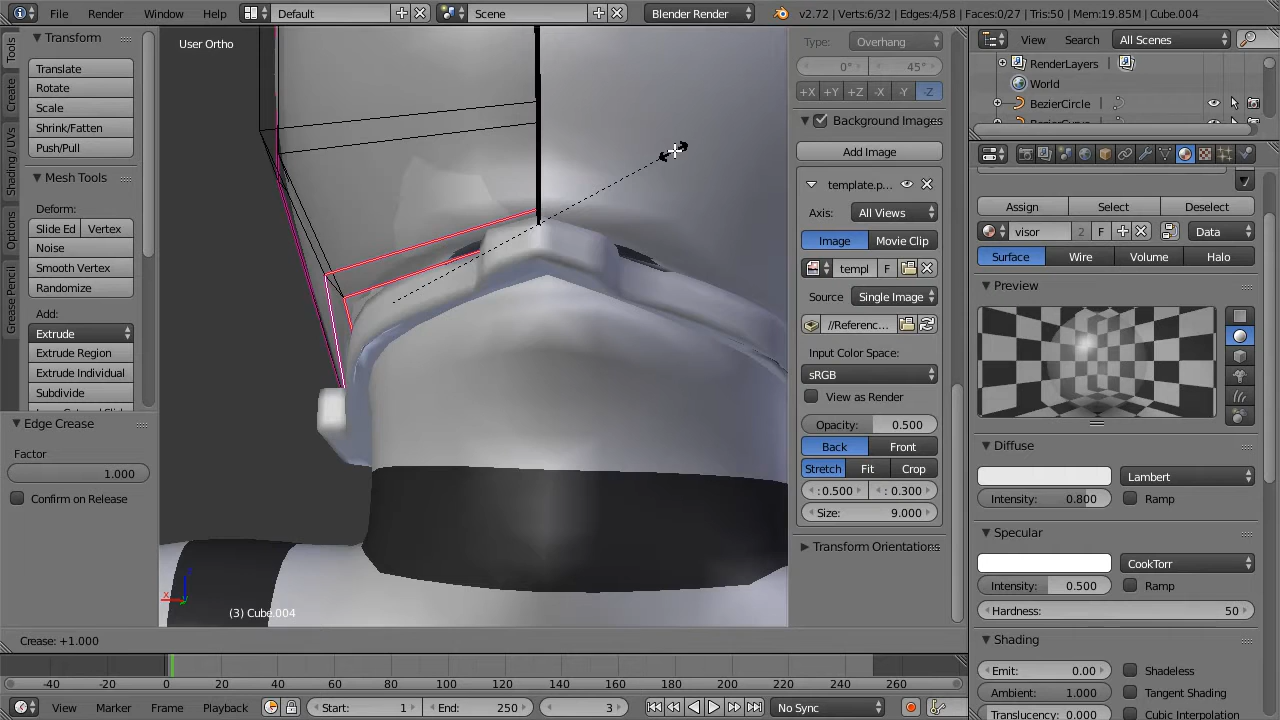 File
Render
Window
Help
Default
Scene
Blender Render
v2.72 | Verts:6/32 | Edges:4/58 | Faces:0/27 | Tris:50 | Mem:19.85M | Cube.004
Tools
Create
Shading / UVs
Options
Grease Pencil
Transform
Translate
Rotate
Scale
Shrink/Fatten
Push/Pull
Mesh Tools
Deform:
Slide Ed
Vertex
Noise
Smooth Vertex
Randomize
Add:
Extrude
Extrude Region
Extrude Individual
Subdivide
Edge Crease
Factor
1.000
Confirm on Release
User Ortho
(3) Cube.004
Crease: +1.000
Type:
Overhang
0°
45°
+X
+Y
+Z
-X
-Y
-Z
Background Images
Add Image
template.p...
Axis:
All Views
Image
Movie Clip
templ
F
Source
Single Image
//Referenc...
Input Color Space:
sRGB
View as Render
Opacity:
0.500
Back
Front
Stretch
Fit
Crop
:0.500
: 0.300
Size:
9.000
Transform Orientations
View
Search
All Scenes
RenderLayers
World
BezierCircle
Assign
Select
Deselect
visor
2
F
Data
Surface
Wire
Volume
Halo
Preview
Diffuse
Lambert
Intensity:
0.800
Ramp
Specular
CookTorr
Intensity:
0.500
Ramp
Hardness:
50
Shading
Emit:
0.00
Shadeless
Ambient:
1.000
Tangent Shading
Translucency:
0.000
Cubic Interpolation
-40
-20
0
20
40
60
80
100
120
140
160
180
200
220
240
260
View
Marker
Frame
Playback
Start:
1
End:
250
3
No Sync